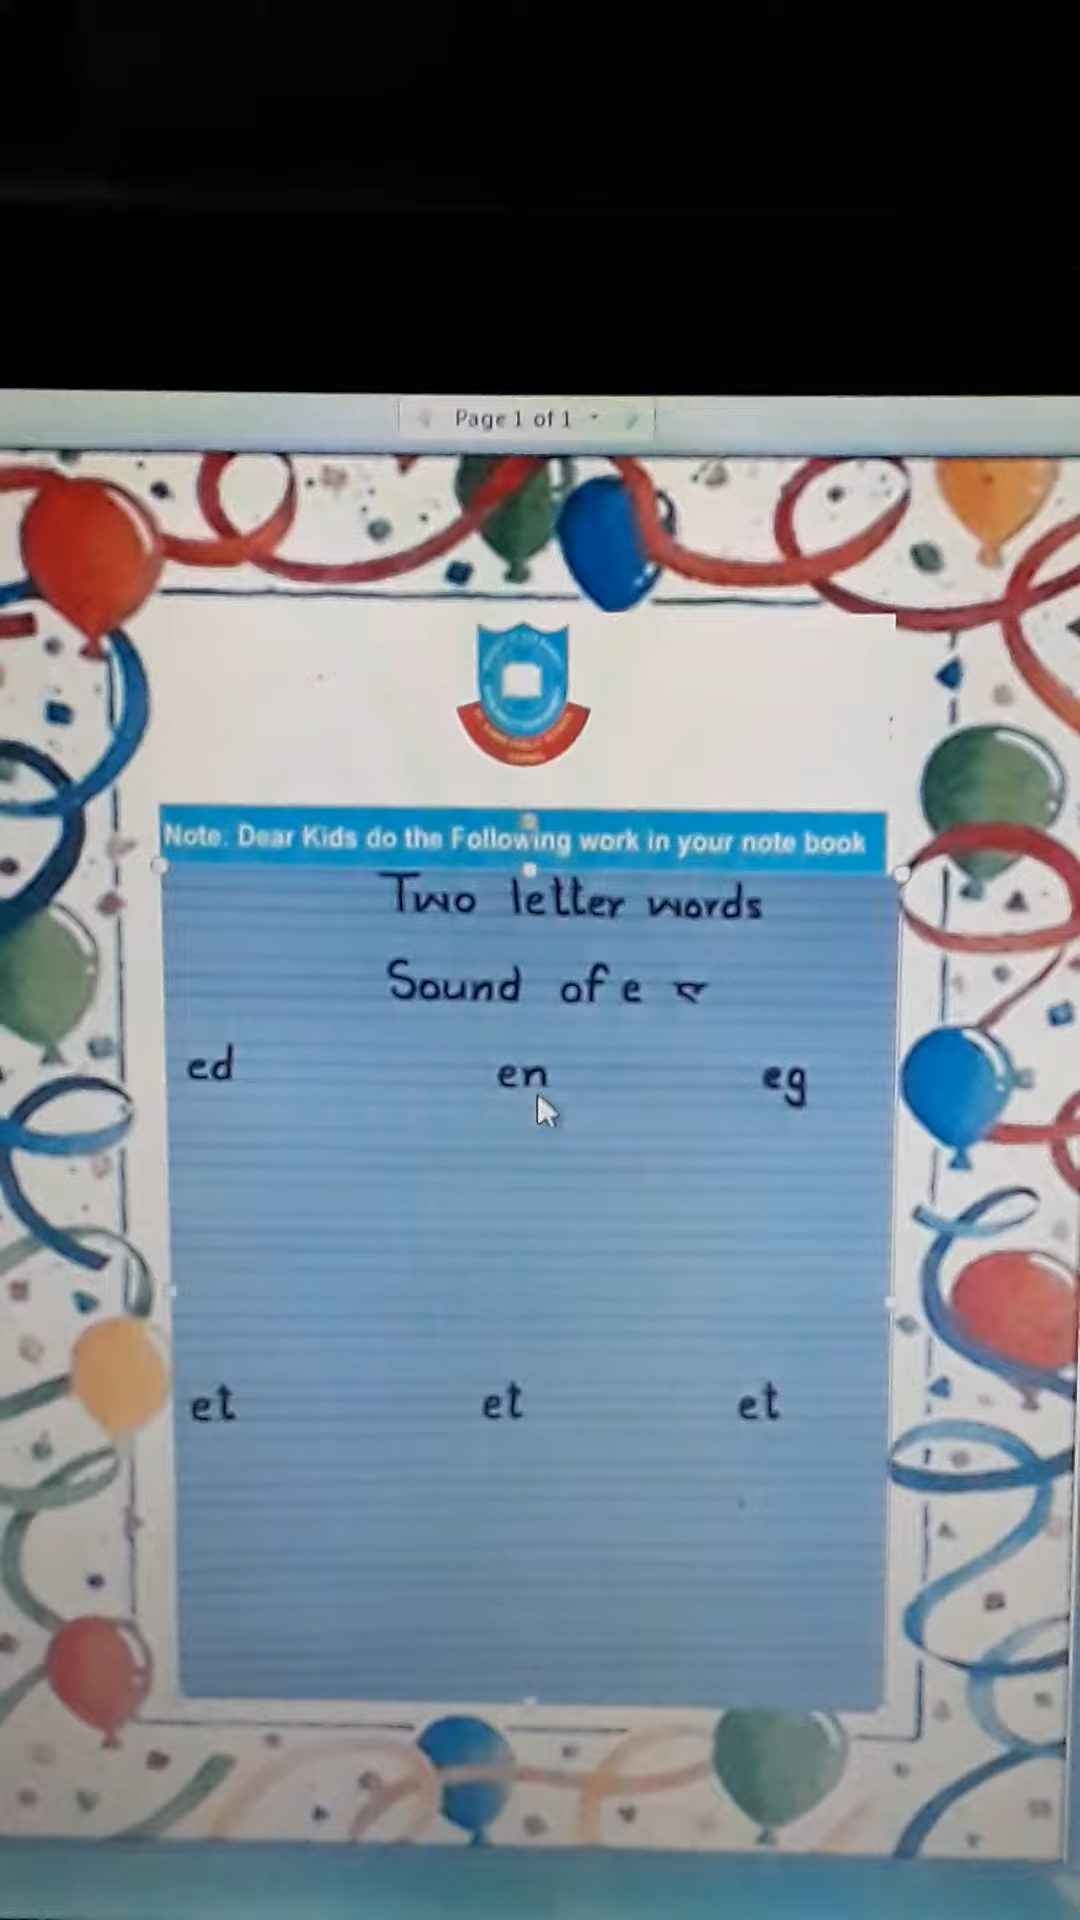 Page 1 of 1
Note: Dear Kids do the Following work in your note book
Two letter words
Sound of e
ed en eg
et et et